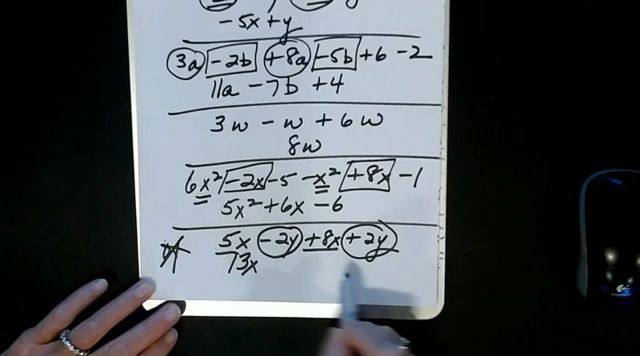 - 5x + y
3a - 2b + 8a - 5b + 6 - 2
11a - 7b + 4
3w - w + 6w
8w
6x² - 2x - 5 - x² + 8x - 1
5x² + 6x - 6
5x - 2y + 8x + 2y
13x